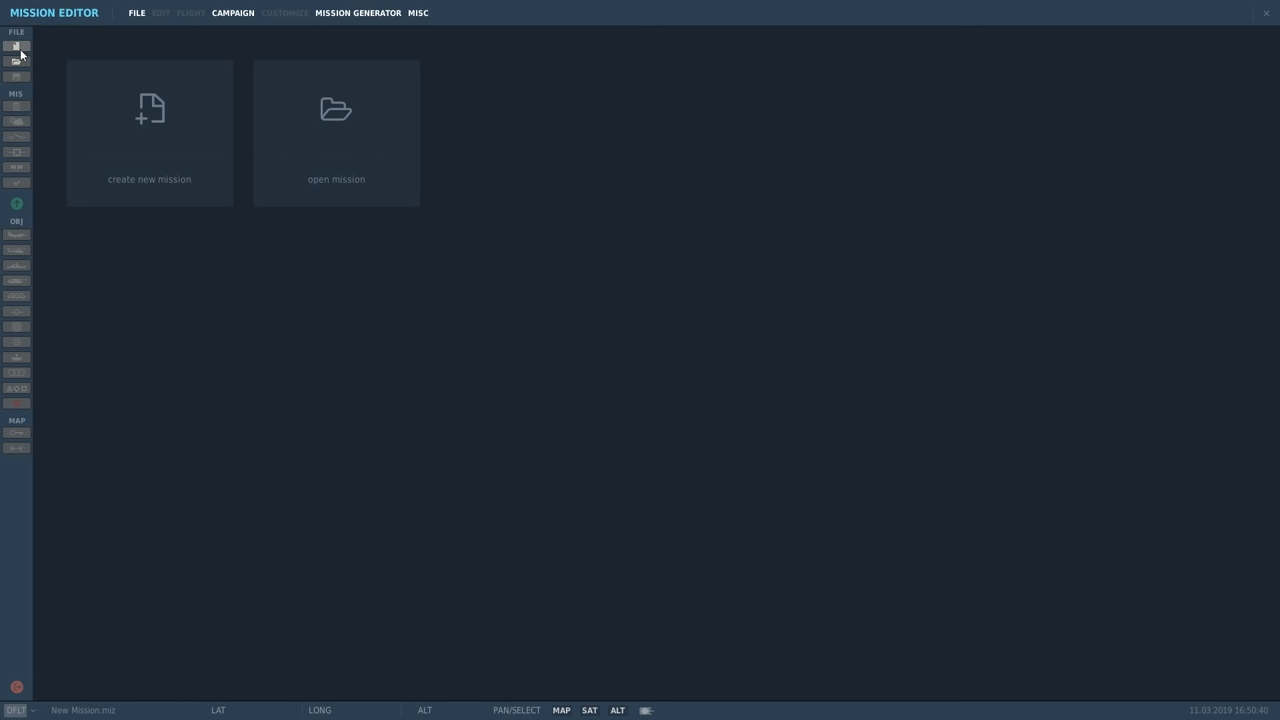 MISSION EDITOR FILE EDIT FLIGHT CAMPAIGN CUSTOMIZE MISSION GENERATOR MISC
FILE
MIS
OBJ
MAP
create new mission
open mission
DFLT New Mission.miz LAT LONG ALT PAN/SELECT MAP SAT ALT 11.03.2019 16:50:40